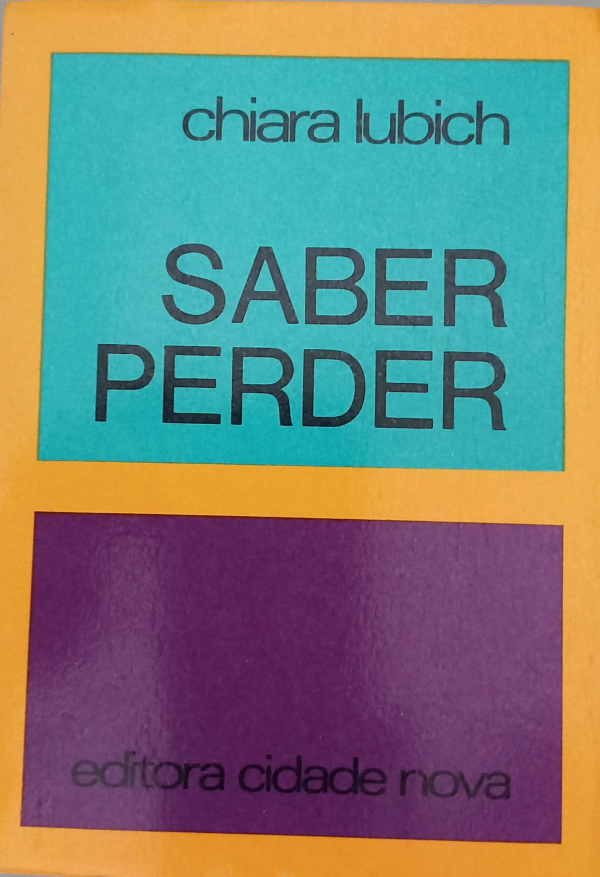 chiara lubich
SABER
PERDER
editora cidade nova